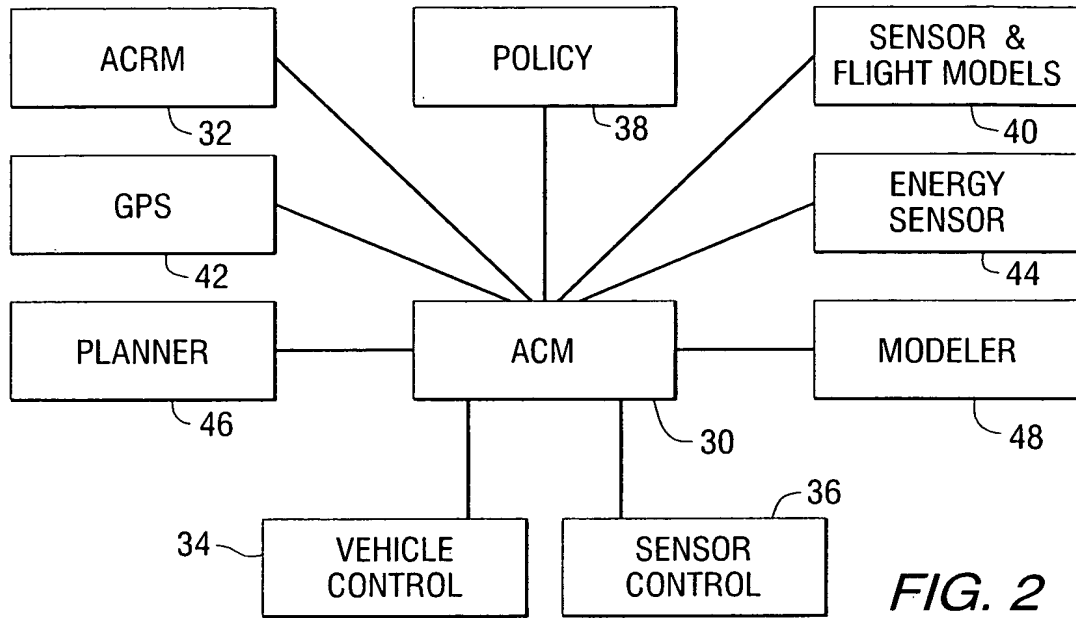 ACRM
32
POLICY
38
SENSOR &
FLIGHT MODELS
40
GPS
42
ENERGY
SENSOR
44
PLANNER
46
ACM
30
MODELER
48
34
VEHICLE
CONTROL
36
SENSOR
CONTROL
FIG. 2